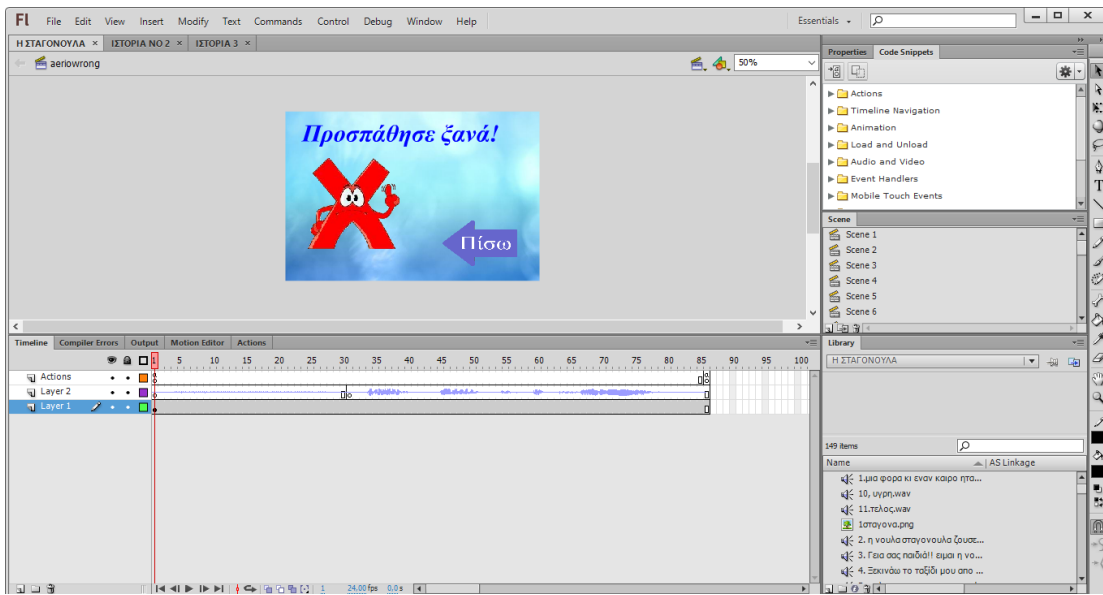 Fl File Edit View Insert Modify Text Commands Control Debug Window Help Essentials
Η ΣΤΑΓΟΝΟΥΛΑ × ΙΣΤΟΡΙΑ ΝΟ 2 × ΙΣΤΟΡΙΑ 3 ×
aeriowrong 50%
Προσπάθησε ξανά!
Πίσω
Properties Code Snippets
Actions
Timeline Navigation
Animation
Load and Unload
Audio and Video
Event Handlers
Mobile Touch Events
Scene
Scene 1
Scene 2
Scene 3
Scene 4
Scene 5
Scene 6
Timeline Compiler Errors Output Motion Editor Actions
1 5 10 15 20 25 30 35 40 45 50 55 60 65 70 75 80 85 90 95 100
Actions
Layer 2
Layer 1
1 24,00 fps 0,0 s
Library
Η ΣΤΑΓΟΝΟΥΛΑ
149 items
Name AS Linkage
1.μια φορα κι εναν καιρο ητα...
10, υγρη.wav
11.τελος.wav
1σταγονα.png
2. η νουλα σταγονουλα ζουσε...
3. Γεια σας παιδιά!! ειμαι η νο...
4. Ξεκινάω το ταξίδι μου απο ...